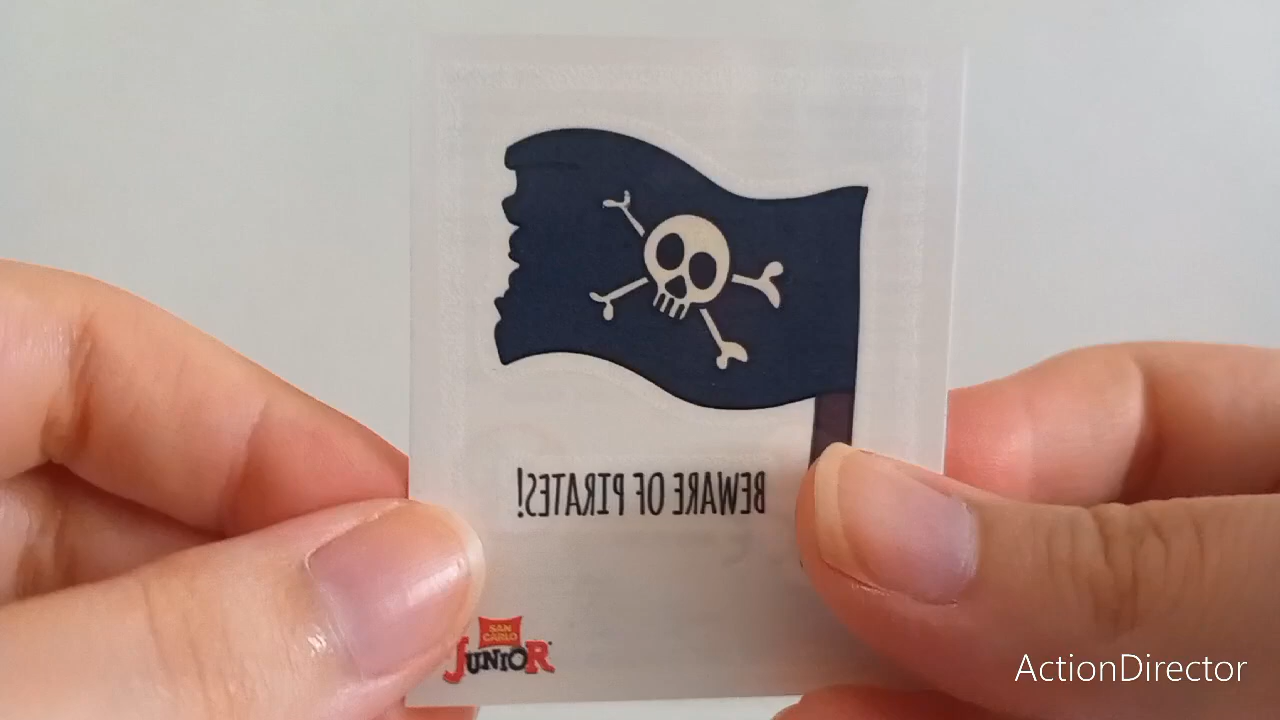 BEWARE OF PIRATES!
SAN
CARLO
JUNIOR
ActionDirector